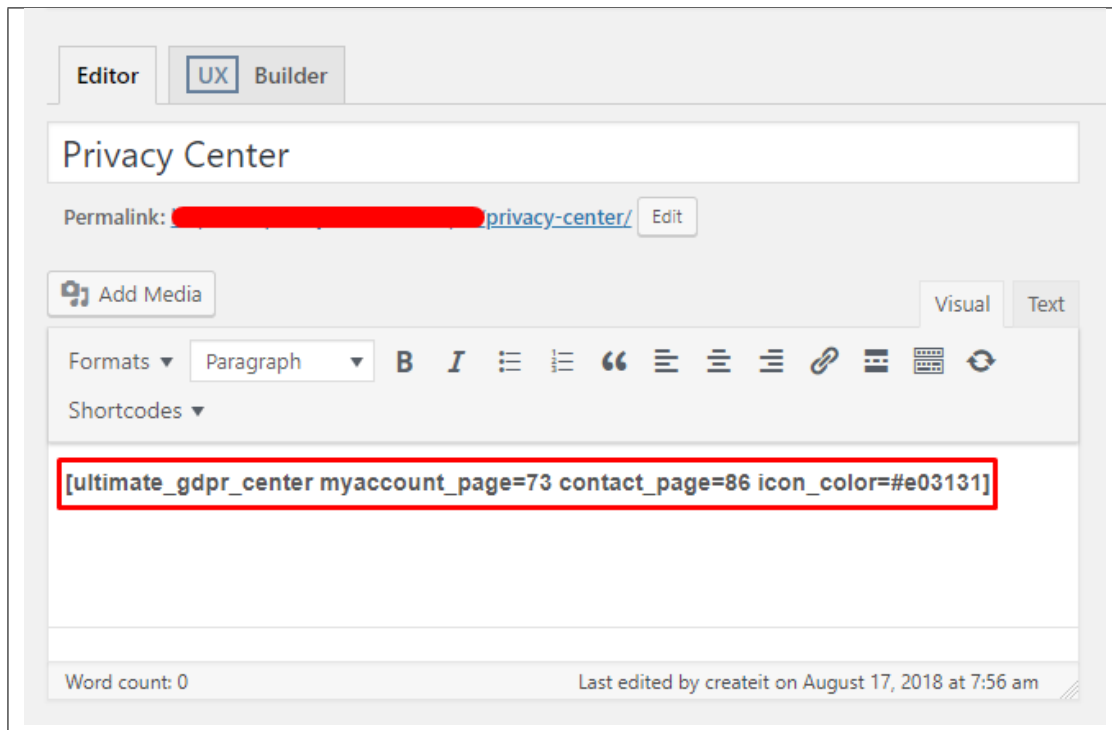 Editor UX Builder
Privacy Center
Permalink: /privacy-center/ Edit
Add Media
Visual Text
Formats Paragraph B I
Shortcodes
[ultimate_gdpr_center myaccount_page=73 contact_page=86 icon_color=#e03131]
Word count: 0 Last edited by createit on August 17, 2018 at 7:56 am